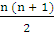 n (n + 1)
2